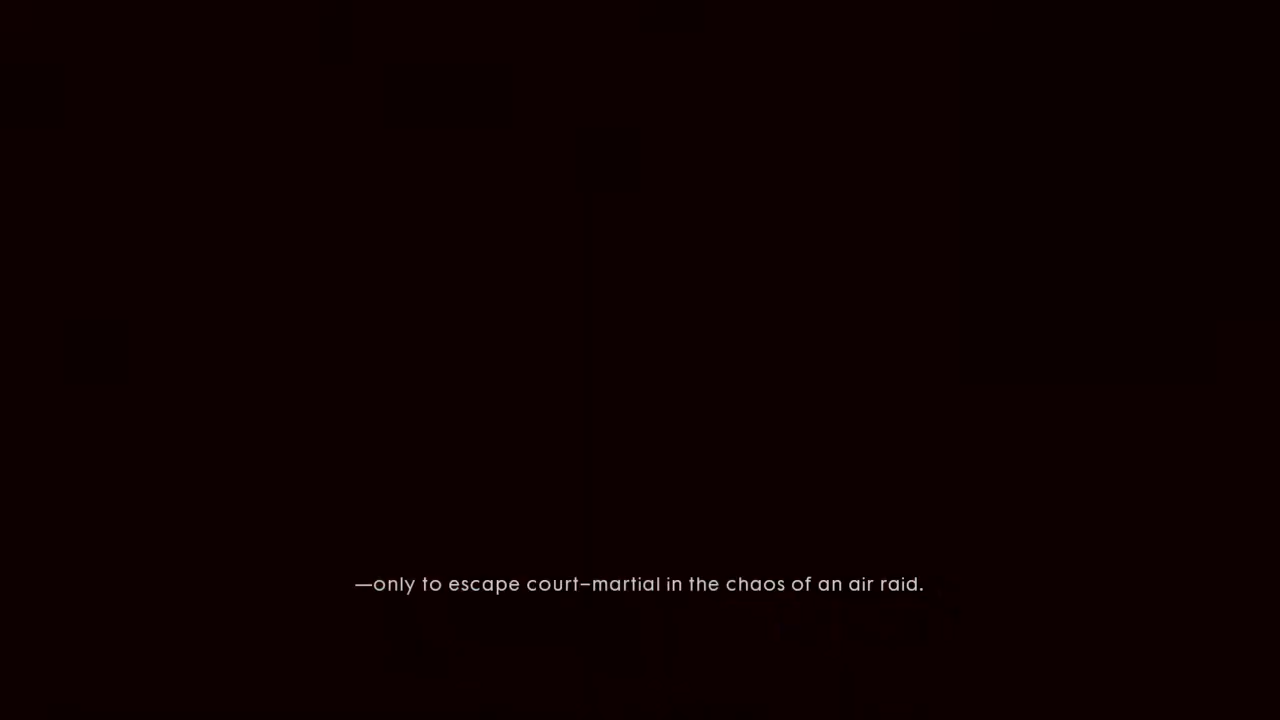 —only to escape court–martial in the chaos of an air raid.